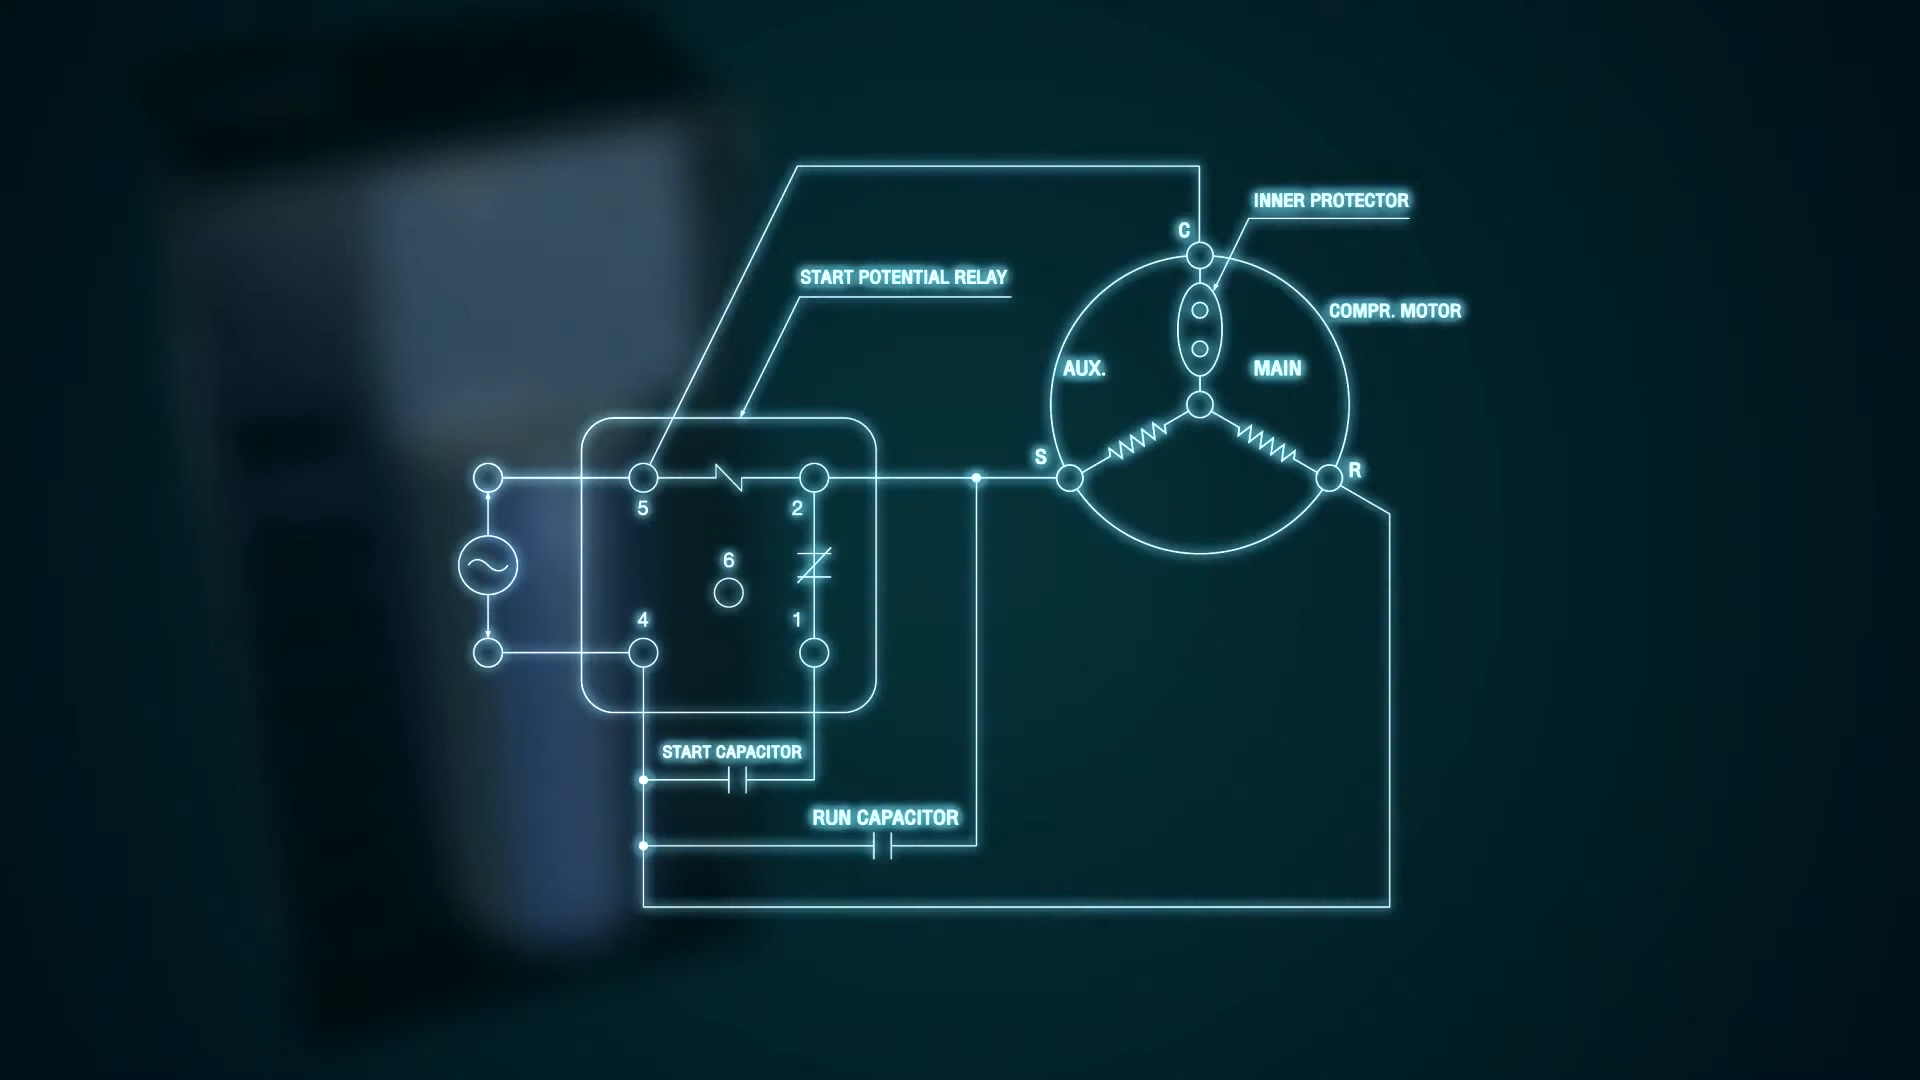 INNER PROTECTOR
C
START POTENTIAL RELAY
COMPR. MOTOR
AUX.
MAIN
S
R
5
2
6
4
1
START CAPACITOR
RUN CAPACITOR